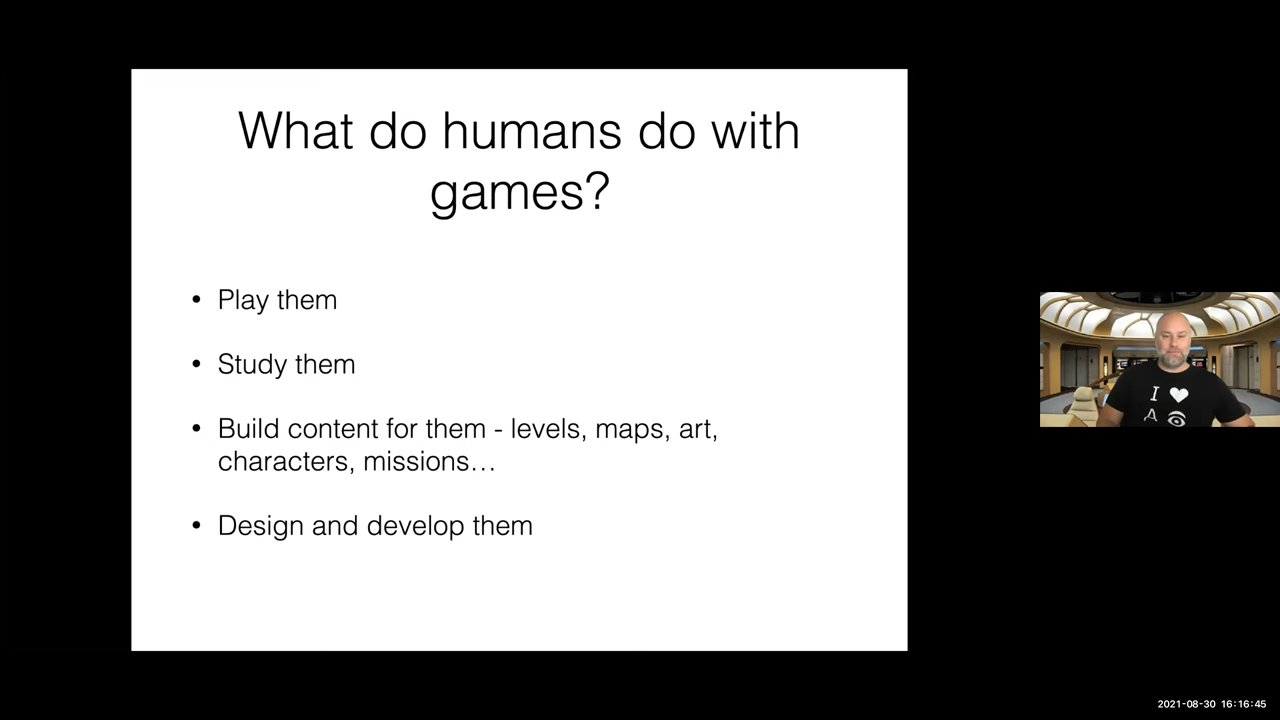 What do humans do with
games?
• Play them
• Study them
• Build content for them - levels, maps, art,
characters, missions…
• Design and develop them
I ♥
A
2021-08-30 16:16:45